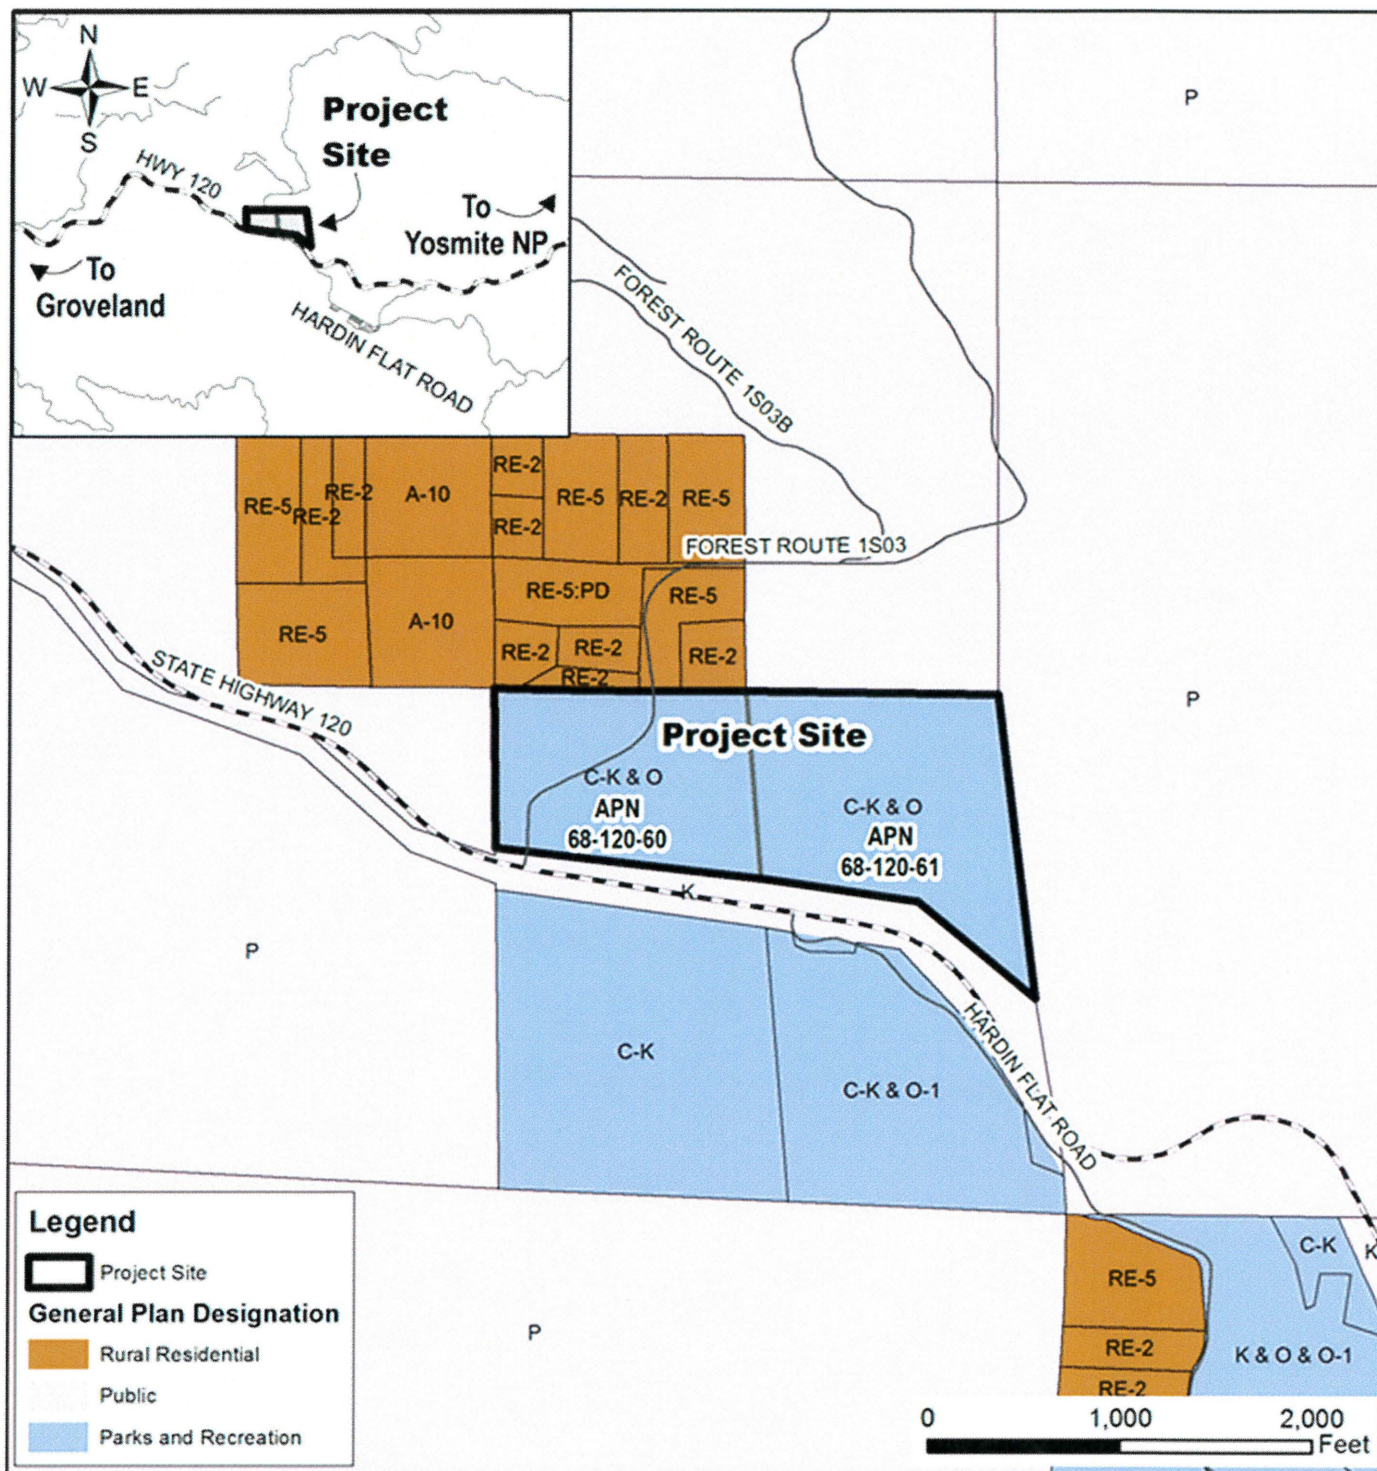 N
W E
S
Project
Site
HWY 120
To
Yosmite NP
To
Groveland
HARDIN FLAT ROAD
P
FOREST ROUTE 1S03B
RE-5
RE-2
RE-2
A-10
RE-2
RE-2
RE-5
RE-2
RE-5
FOREST ROUTE 1S03
RE-5
A-10
RE-5:PD
RE-5
RE-2
RE-2
RE-2
RE-2
STATE HIGHWAY 120
P
Project Site
C-K & O
APN
68-120-60
C-K & O
APN
68-120-61
K
P
C-K
C-K & O-1
HARDIN FLAT ROAD
Legend
Project Site
General Plan Designation
Rural Residential
Public
Parks and Recreation
P
RE-5
RE-2
RE-2
C-K
K
K & O & O-1
0 1,000 2,000
Feet